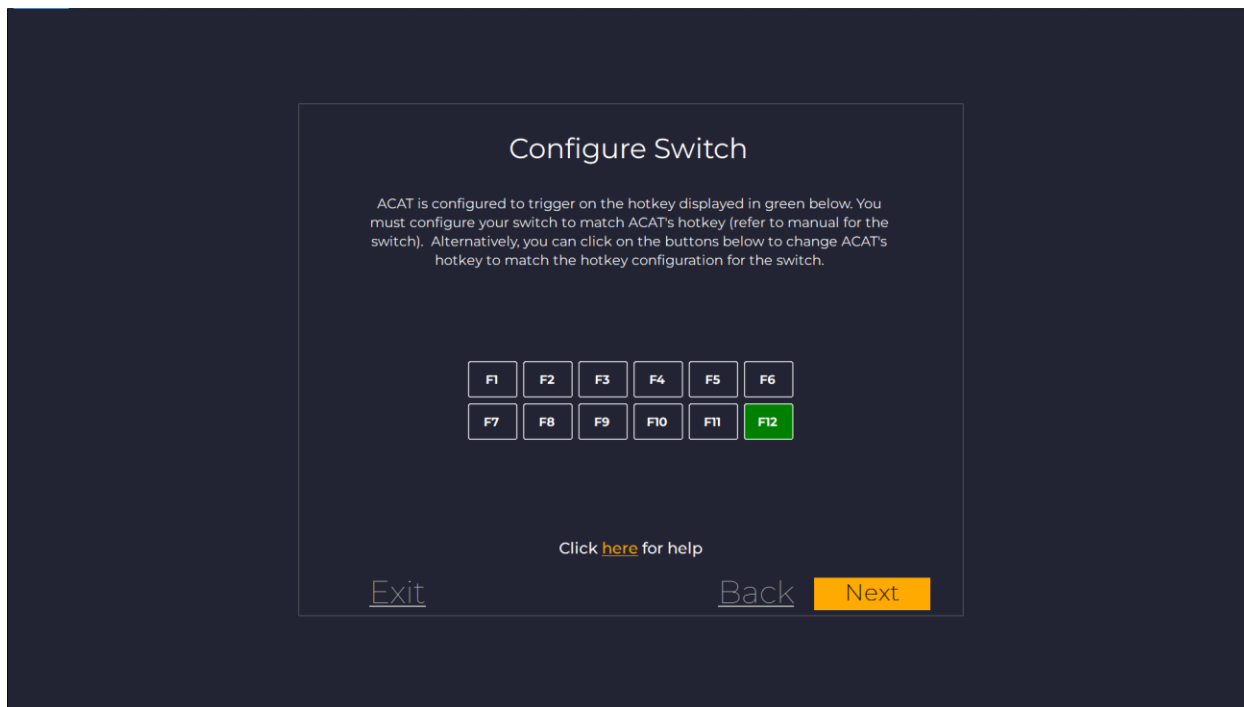 Configure Switch
ACAT is configured to trigger on the hotkey displayed in green below. You
must configure your switch to match ACAT's hotkey (refer to manual for the
switch).  Alternatively, you can click on the buttons below to change ACAT's
hotkey to match the hotkey configuration for the switch.
F1 F2 F3 F4 F5 F6
F7 F8 F9 F10 F11 F12
Click here for help
Exit Back Next